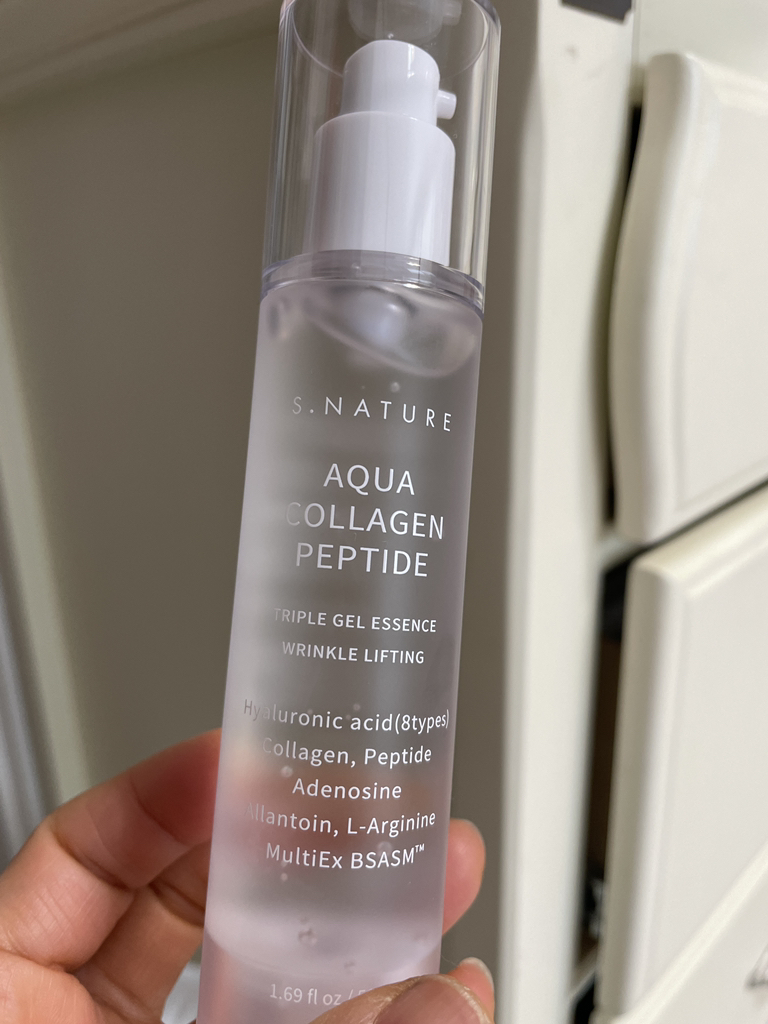 S.NATURE
AQUA
COLLAGEN
PEPTIDE
TRIPLE GEL ESSENCE
WRINKLE LIFTING
Hyaluronic acid(8types)
Collagen, Peptide
Adenosine
Allantoin, L-Arginine
MultiEx BSASM™
1.69 fl oz /